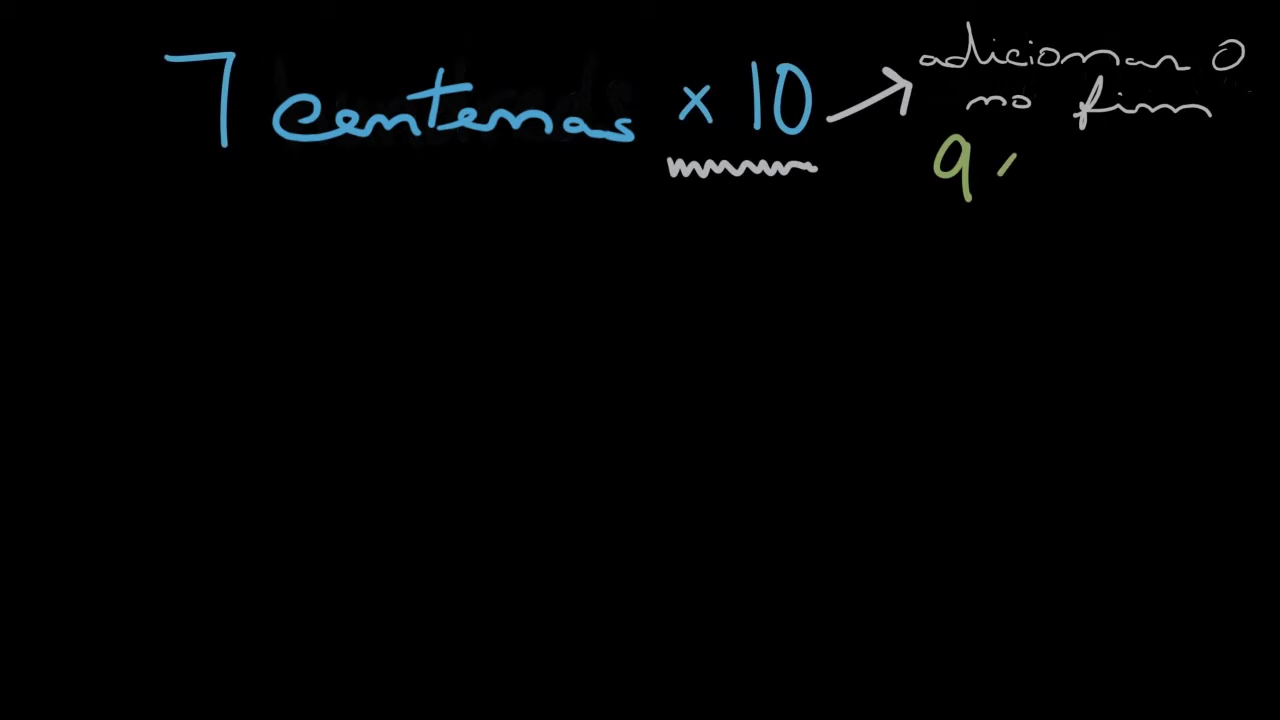 7 centenas x 10 → adicionar 0
no fim
9